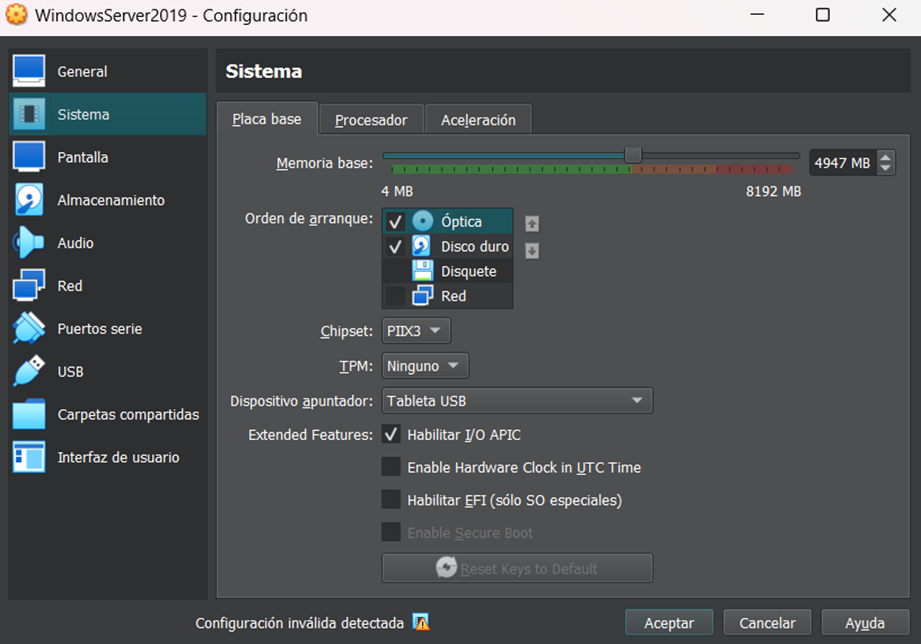 WindowsServer2019 - Configuración
General
Sistema
Pantalla
Almacenamiento
Audio
Red
Puertos serie
USB
Carpetas compartidas
Interfaz de usuario
Sistema
Placa base Procesador Aceleración
Memoria base: 4947 MB
4 MB 8192 MB
Orden de arranque: Óptica
Disco duro
Disquete
Red
Chipset: PIIX3
TPM: Ninguno
Dispositivo apuntador: Tableta USB
Extended Features: Habilitar I/O APIC
Enable Hardware Clock in UTC Time
Habilitar EFI (sólo SO especiales)
Enable Secure Boot
Reset Keys to Default
Configuración inválida detectada Aceptar Cancelar Ayuda